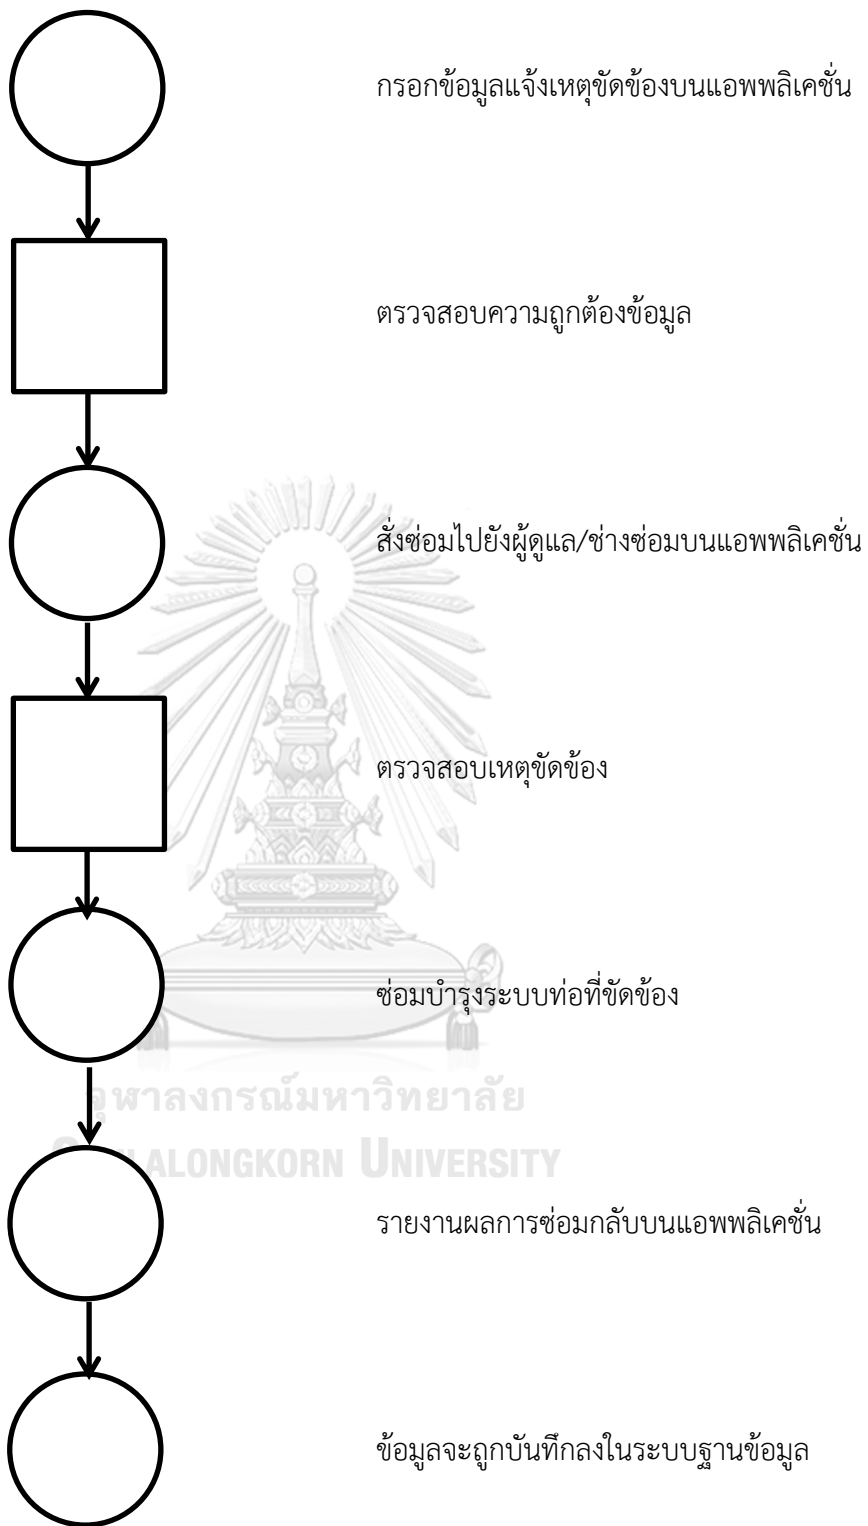 กรอกข้อมูลแจ้งเหตุขัดข้องบนแอพพลิเคชั่น
ตรวจสอบความถูกต้องข้อมูล
สั่งซ่อมไปยังผู้ดูแล/ช่างซ่อมบนแอพพลิเคชั่น
ตรวจสอบเหตุขัดข้อง
ซ่อมบำรุงระบบท่อที่ขัดข้อง
จุฬาลงกรณ์มหาวิทยาลัย
CHULALONGKORN UNIVERSITY
รายงานผลการซ่อมกลับบนแอพพลิเคชั่น
ข้อมูลจะถูกบันทึกลงในระบบฐานข้อมูล